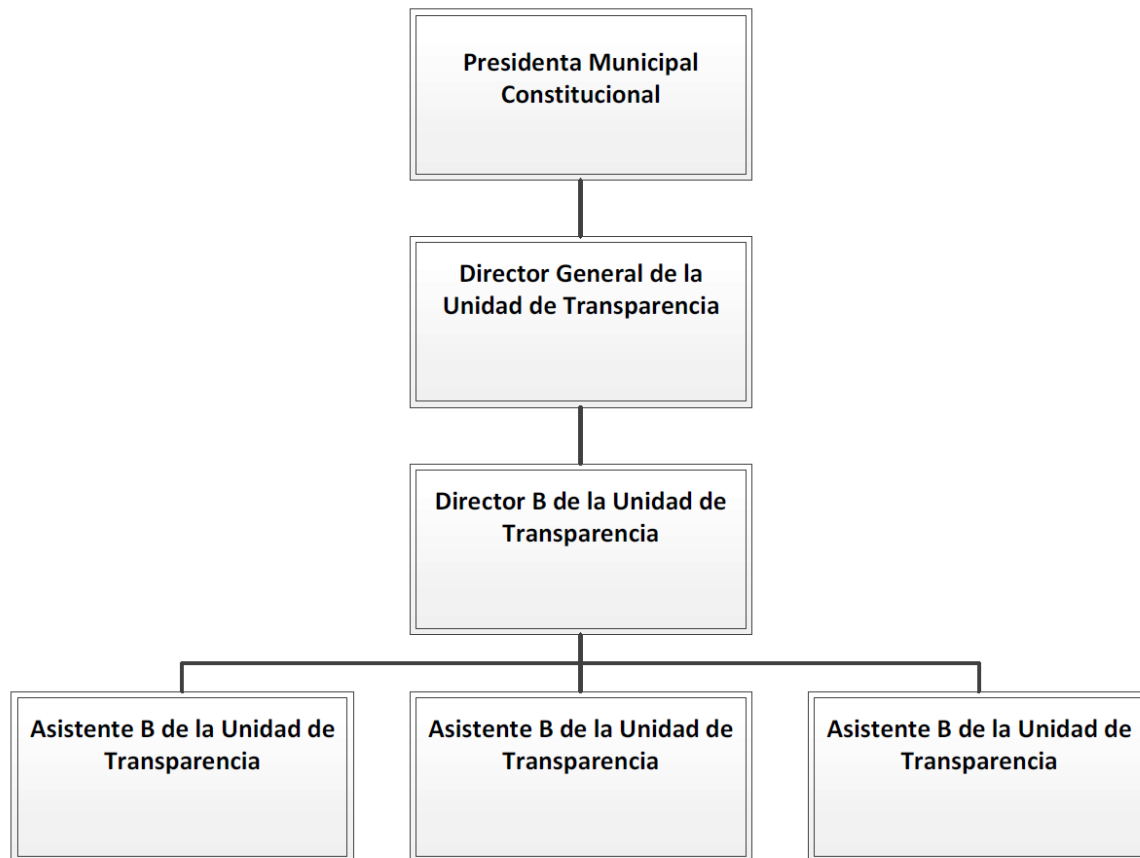 Presidenta Municipal
Constitucional
Director General de la
Unidad de Transparencia
Director B de la Unidad de
Transparencia
Asistente B de la Unidad de
Transparencia
Asistente B de la Unidad de
Transparencia
Asistente B de la Unidad de
Transparencia